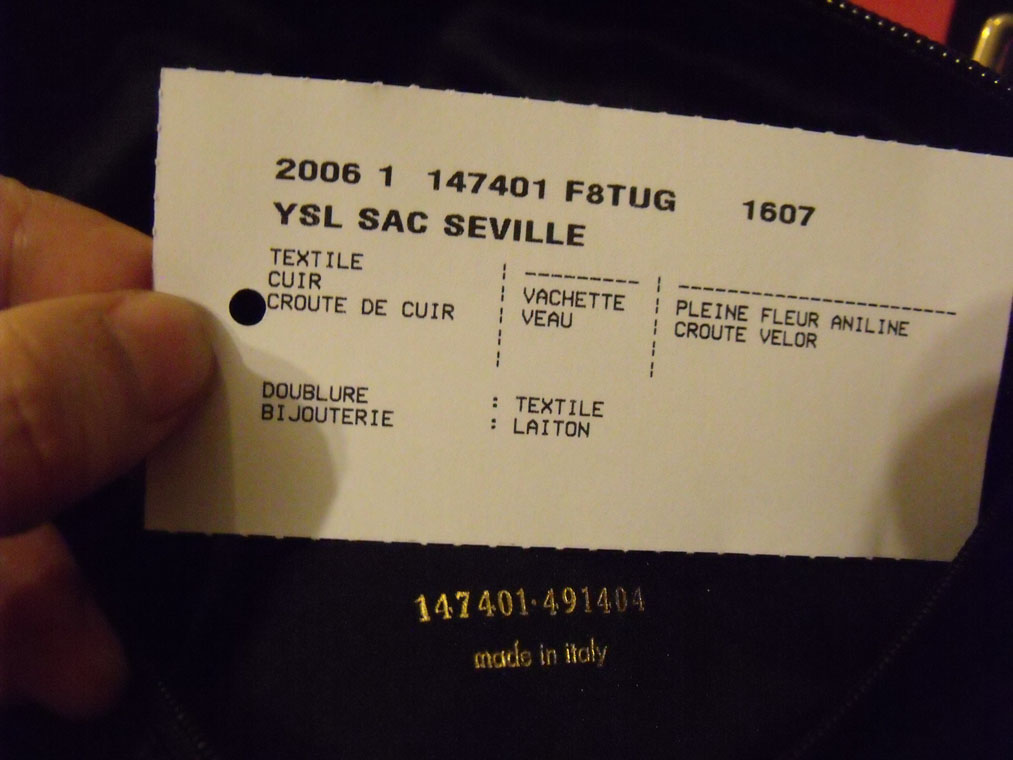 2006 1 147401 F8TUG 1607
YSL SAC SEVILLE
TEXTILE
CUIR VACHETTE PLEINE FLEUR ANILINE
CROUTE DE CUIR VEAU CROUTE VELOR
DOUBLURE : TEXTILE
BIJOUTERIE : LAITON
147401·491404
made in italy